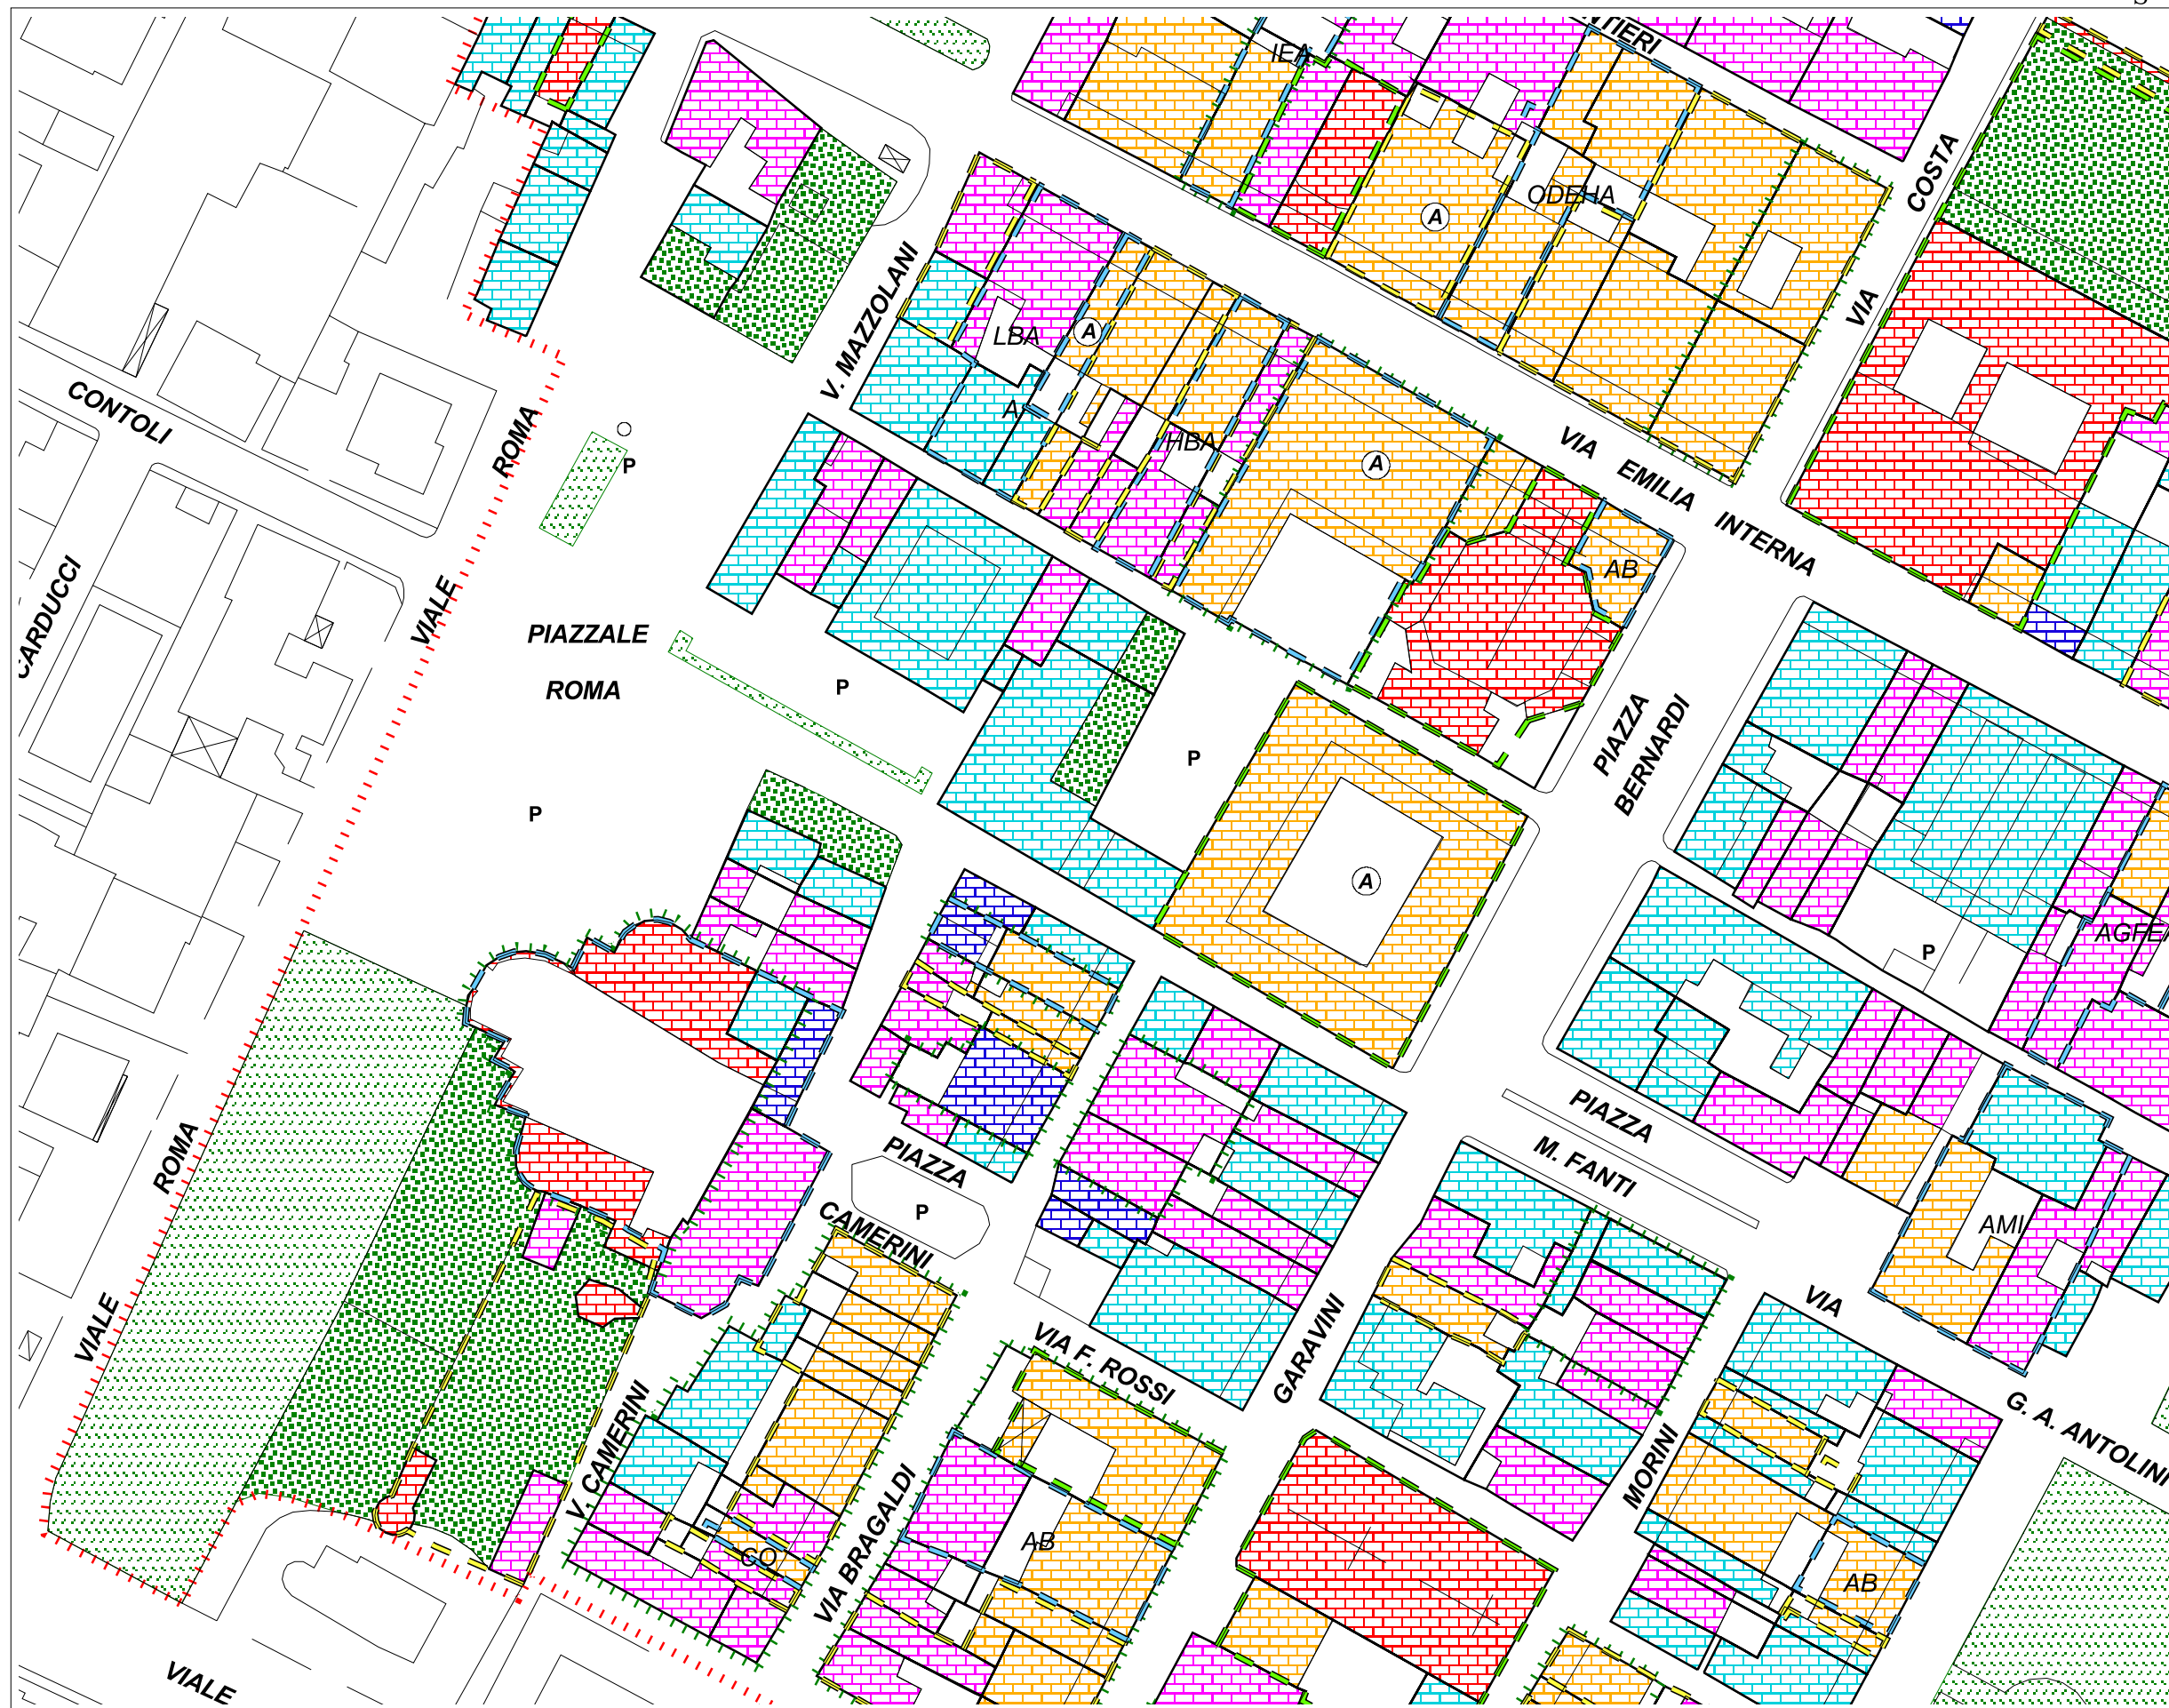 IEA
COSTA
ODEHA
A
VIA
V. MAZZOLANI
LBA
A
CONTOLI
ROMA
P
A
HBA
A
VIA EMILIA INTERNA
AB
CARDUCCI
VIALE
PIAZZALE
ROMA
P
P
P
PIAZZA
BERNARDI
A
P
AGFEA
PIAZZA
M. FANTI
PIAZZA
CAMERINI
P
ROMA
VIALE
AMI
VIA
G. A. ANTOLINI
VIA F. ROSSI
GARAVINI
V. CAMERINI
MORINI
VIA BRAGALDI
CO
AB
AB
VIALE